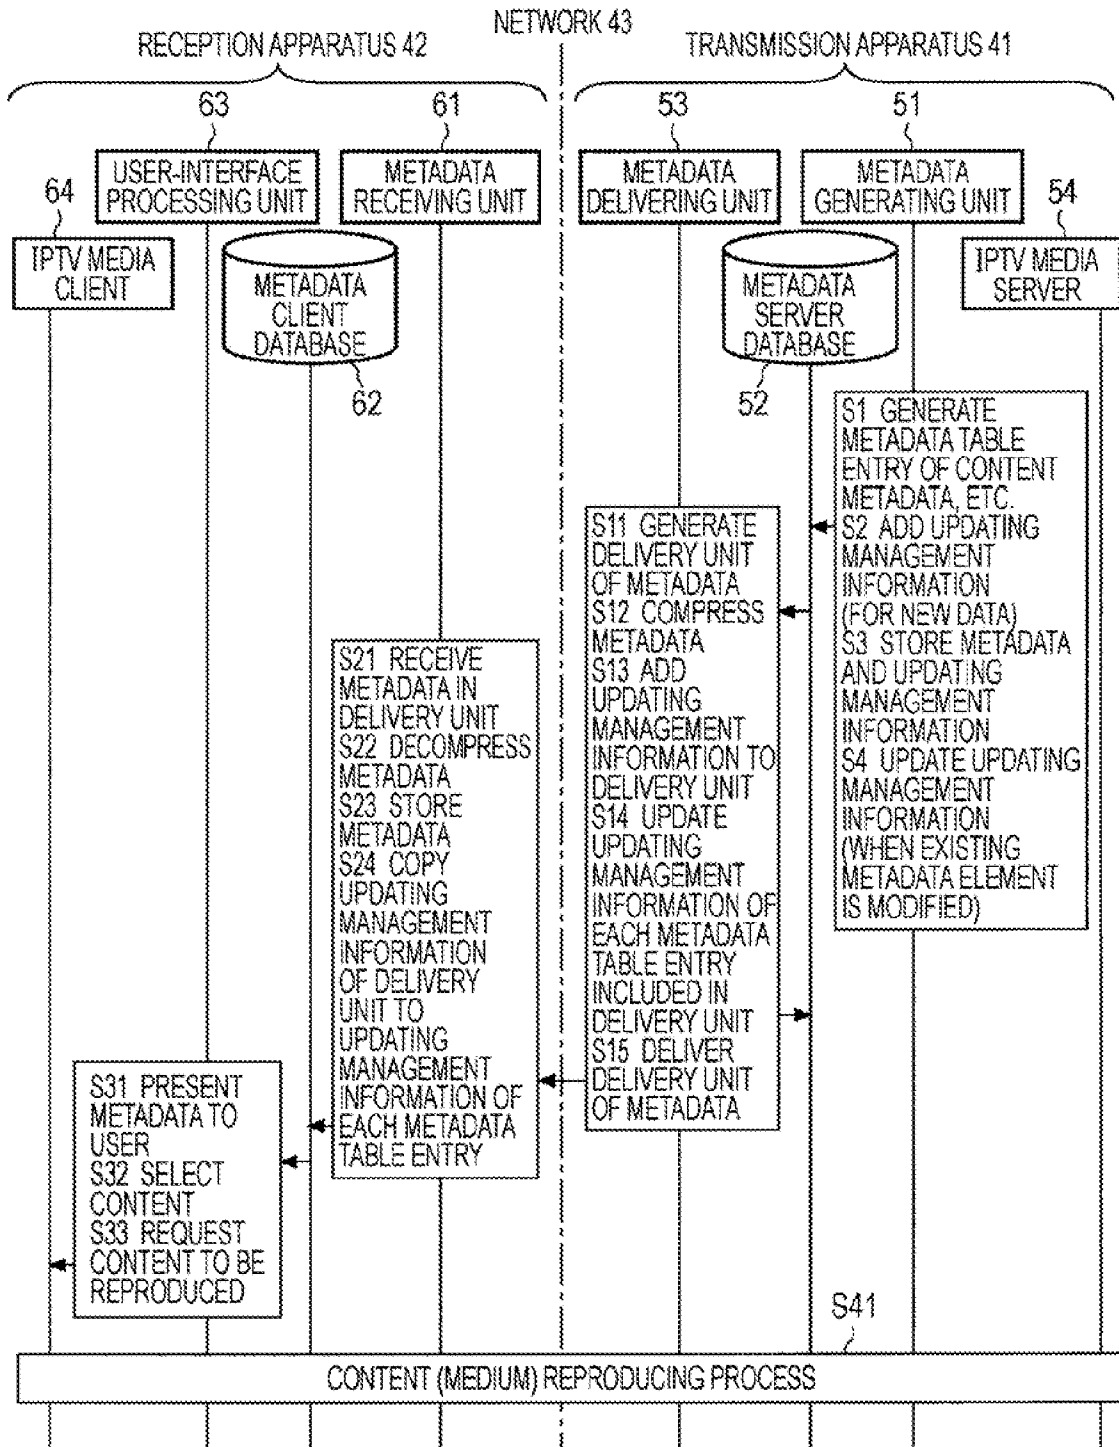 NETWORK 43
RECEPTION APPARATUS 42
TRANSMISSION APPARATUS 41
63
61
53
51
USER-INTERFACE
PROCESSING UNIT
METADATA
RECEIVING UNIT
METADATA
DELIVERING UNIT
METADATA
GENERATING UNIT
64
54
IPTV MEDIA
CLIENT
METADATA
CLIENT
DATABASE
METADATA
SERVER
DATABASE
IPTV MEDIA
SERVER
62
52
S1 GENERATE
METADATA TABLE
ENTRY OF CONTENT
METADATA, ETC.
S2 ADD UPDATING
MANAGEMENT
INFORMATION
(FOR NEW DATA)
S3 STORE METADATA
AND UPDATING
MANAGEMENT
INFORMATION
S4 UPDATE UPDATING
MANAGEMENT
INFORMATION
(WHEN EXISTING
METADATA ELEMENT
IS MODIFIED)
S11 GENERATE
DELIVERY UNIT
OF METADATA
S12 COMPRESS
METADATA
S13 ADD
UPDATING
MANAGEMENT
INFORMATION TO
DELIVERY UNIT
S14 UPDATE
UPDATING
MANAGEMENT
INFORMATION OF
EACH METADATA
TABLE ENTRY
INCLUDED IN
DELIVERY UNIT
S15 DELIVER
DELIVERY UNIT
OF METADATA
S21 RECEIVE
METADATA IN
DELIVERY UNIT
S22 DECOMPRESS
METADATA
S23 STORE
METADATA
S24 COPY
UPDATING
MANAGEMENT
INFORMATION
OF DELIVERY
UNIT TO
UPDATING
MANAGEMENT
INFORMATION OF
EACH METADATA
TABLE ENTRY
S31 PRESENT
METADATA TO
USER
S32 SELECT
CONTENT
S33 REQUEST
CONTENT TO BE
REPRODUCED
S41
CONTENT (MEDIUM) REPRODUCING PROCESS